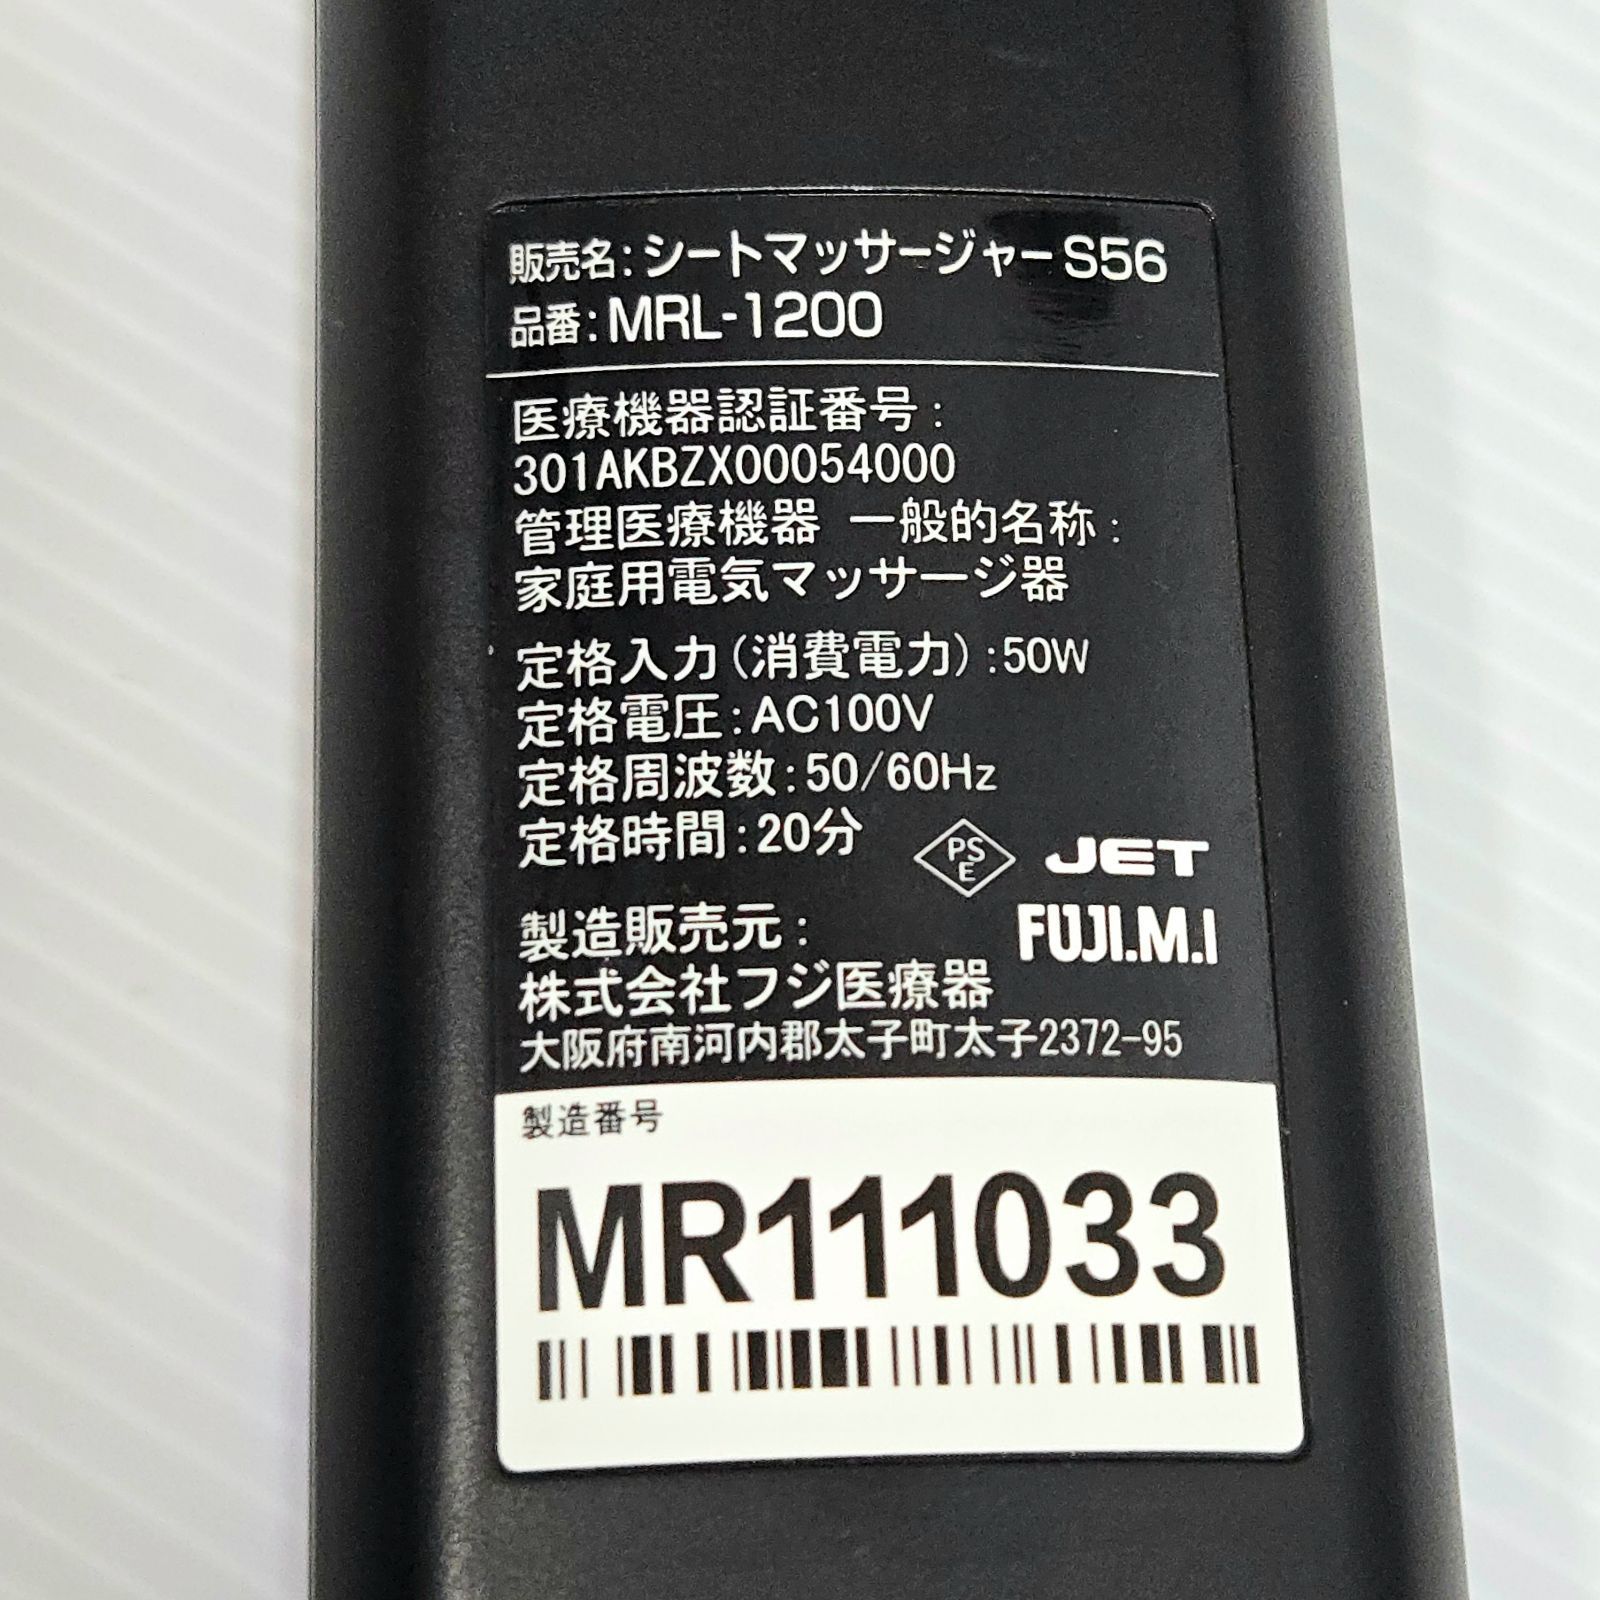 販売名:シートマッサージャーS56
品番:MRL-1200
医療機器認証番号:
301AKBZX00054000
管理医療機器 一般的名称:
家庭用電気マッサージ器
定格入力(消費電力):50W
定格電圧:AC100V
定格周波数:50/60Hz
定格時間:20分
PS
E
JET
製造販売元:
FUJI.M.I
株式会社フジ医療器
大阪府南河内郡太子町太子2372-95
製造番号
MR111033